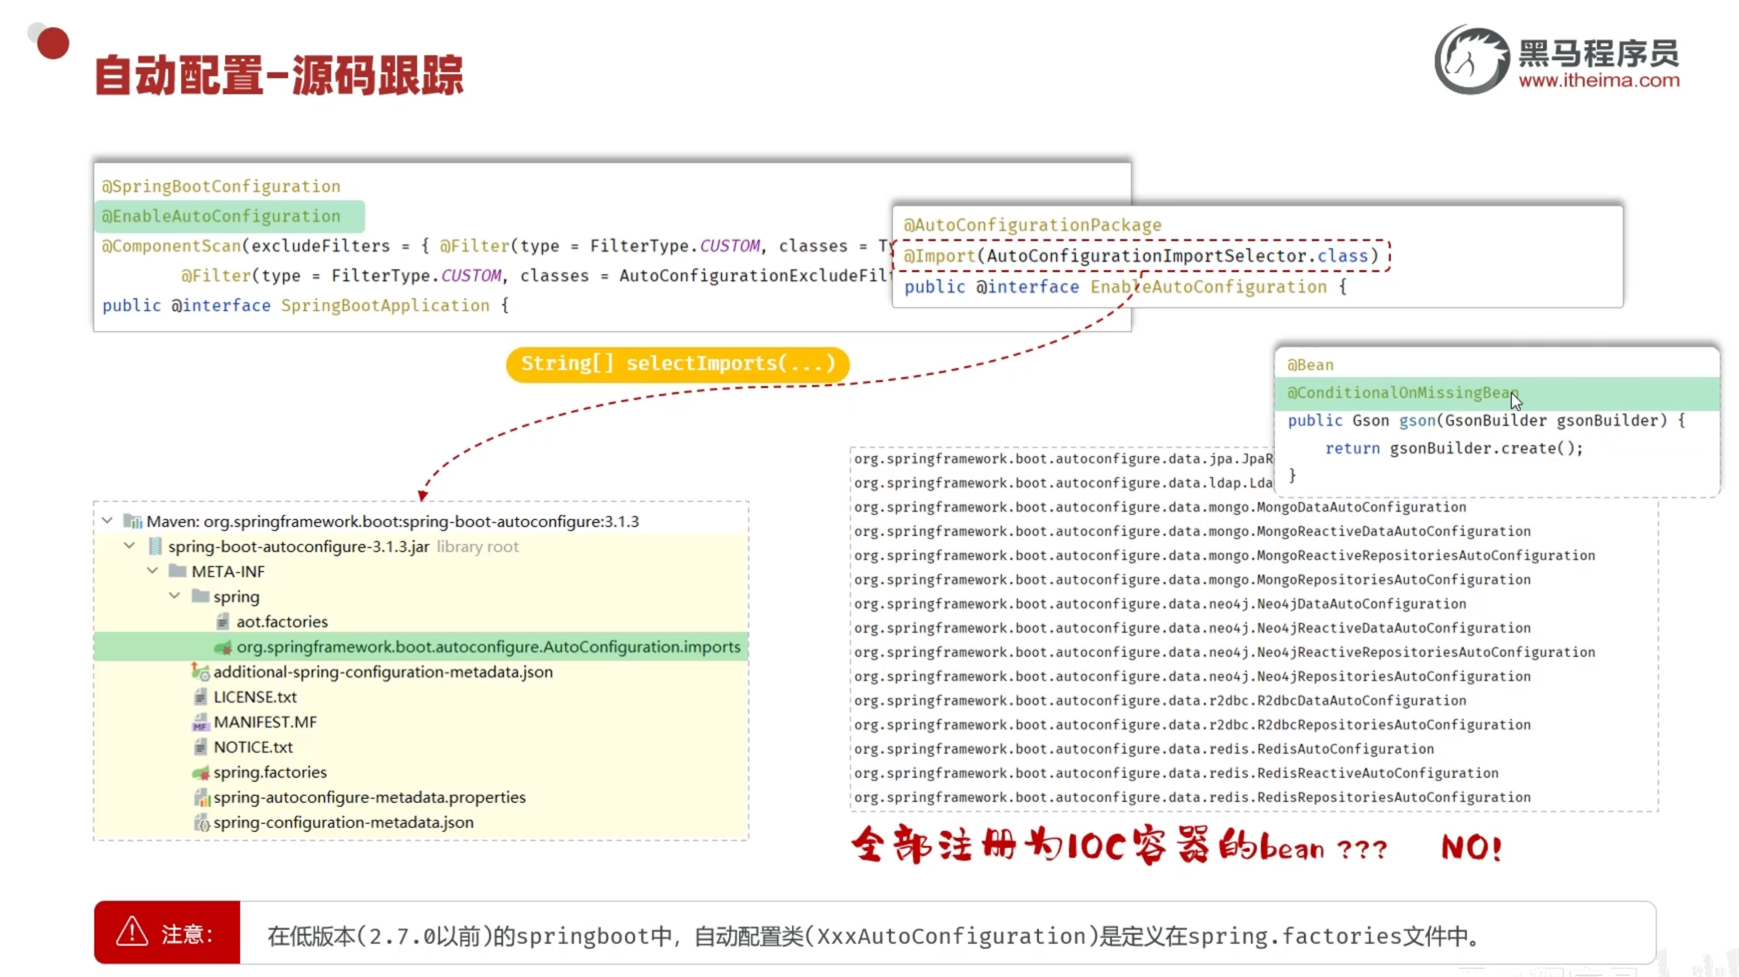 自动配置-源码跟踪
黑马程序员
www.itheima.com
@SpringBootConfiguration
@EnableAutoConfiguration
@ComponentScan(excludeFilters = { @Filter(type = FilterType.CUSTOM, classes =
@Filter(type = FilterType.CUSTOM, classes = AutoConfigurationExcludeFil
public @interface SpringBootApplication {
@AutoConfigurationPackage
@Import(AutoConfigurationImportSelector.class)
public @interface EnableAutoConfiguration {
String[] selectImports(...)
@Bean
@ConditionalOnMissingBean
public Gson gson(GsonBuilder gsonBuilder) {
return gsonBuilder.create();
}
Maven: org.springframework.boot:spring-boot-autoconfigure:3.1.3
spring-boot-autoconfigure-3.1.3.jar library root
META-INF
spring
aot.factories
org.springframework.boot.autoconfigure.AutoConfiguration.imports
additional-spring-configuration-metadata.json
LICENSE.txt
MANIFEST.MF
NOTICE.txt
spring.factories
spring-autoconfigure-metadata.properties
spring-configuration-metadata.json
org.springframework.boot.autoconfigure.data.jpa.JpaR
org.springframework.boot.autoconfigure.data.ldap.Lda
org.springframework.boot.autoconfigure.data.mongo.MongoDataAutoConfiguration
org.springframework.boot.autoconfigure.data.mongo.MongoReactiveDataAutoConfiguration
org.springframework.boot.autoconfigure.data.mongo.MongoReactiveRepositoriesAutoConfiguration
org.springframework.boot.autoconfigure.data.mongo.MongoRepositoriesAutoConfiguration
org.springframework.boot.autoconfigure.data.neo4j.Neo4jDataAutoConfiguration
org.springframework.boot.autoconfigure.data.neo4j.Neo4jReactiveDataAutoConfiguration
org.springframework.boot.autoconfigure.data.neo4j.Neo4jReactiveRepositoriesAutoConfiguration
org.springframework.boot.autoconfigure.data.neo4j.Neo4jRepositoriesAutoConfiguration
org.springframework.boot.autoconfigure.data.r2dbc.R2dbcDataAutoConfiguration
org.springframework.boot.autoconfigure.data.r2dbc.R2dbcRepositoriesAutoConfiguration
org.springframework.boot.autoconfigure.data.redis.RedisAutoConfiguration
org.springframework.boot.autoconfigure.data.redis.RedisReactiveAutoConfiguration
org.springframework.boot.autoconfigure.data.redis.RedisRepositoriesAutoConfiguration
全部注册为IOC容器的bean ??? NO!
注意：
在低版本(2.7.0以前)的springboot中，自动配置类(XxxAutoConfiguration)是定义在spring.factories文件中。